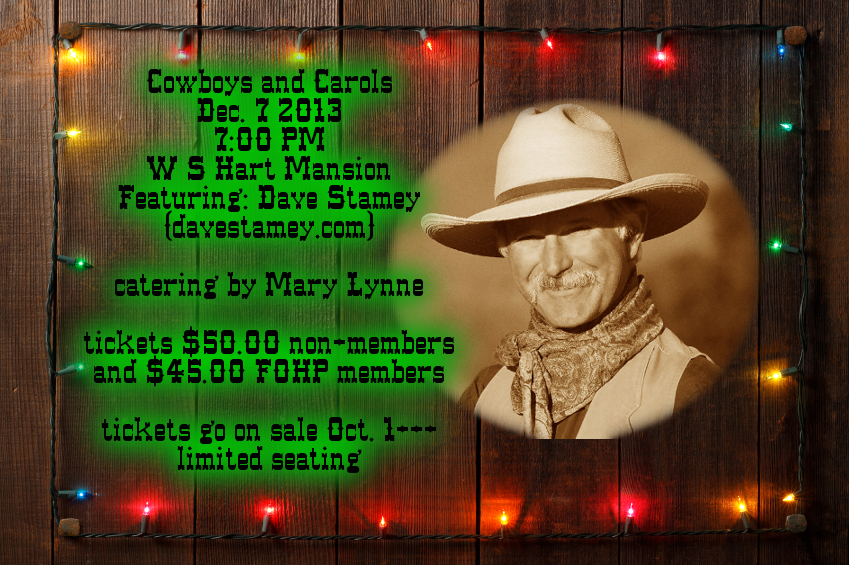 Cowboys and Carols
Dec. 7 2013
7:00 PM
W S Hart Mansion
Featuring: Dave Stamey
(davestamey.com)
catering by Mary Lynne
tickets $50.00 non-members
and $45.00 FOHP members
tickets go on sale Oct. 1---
limited seating